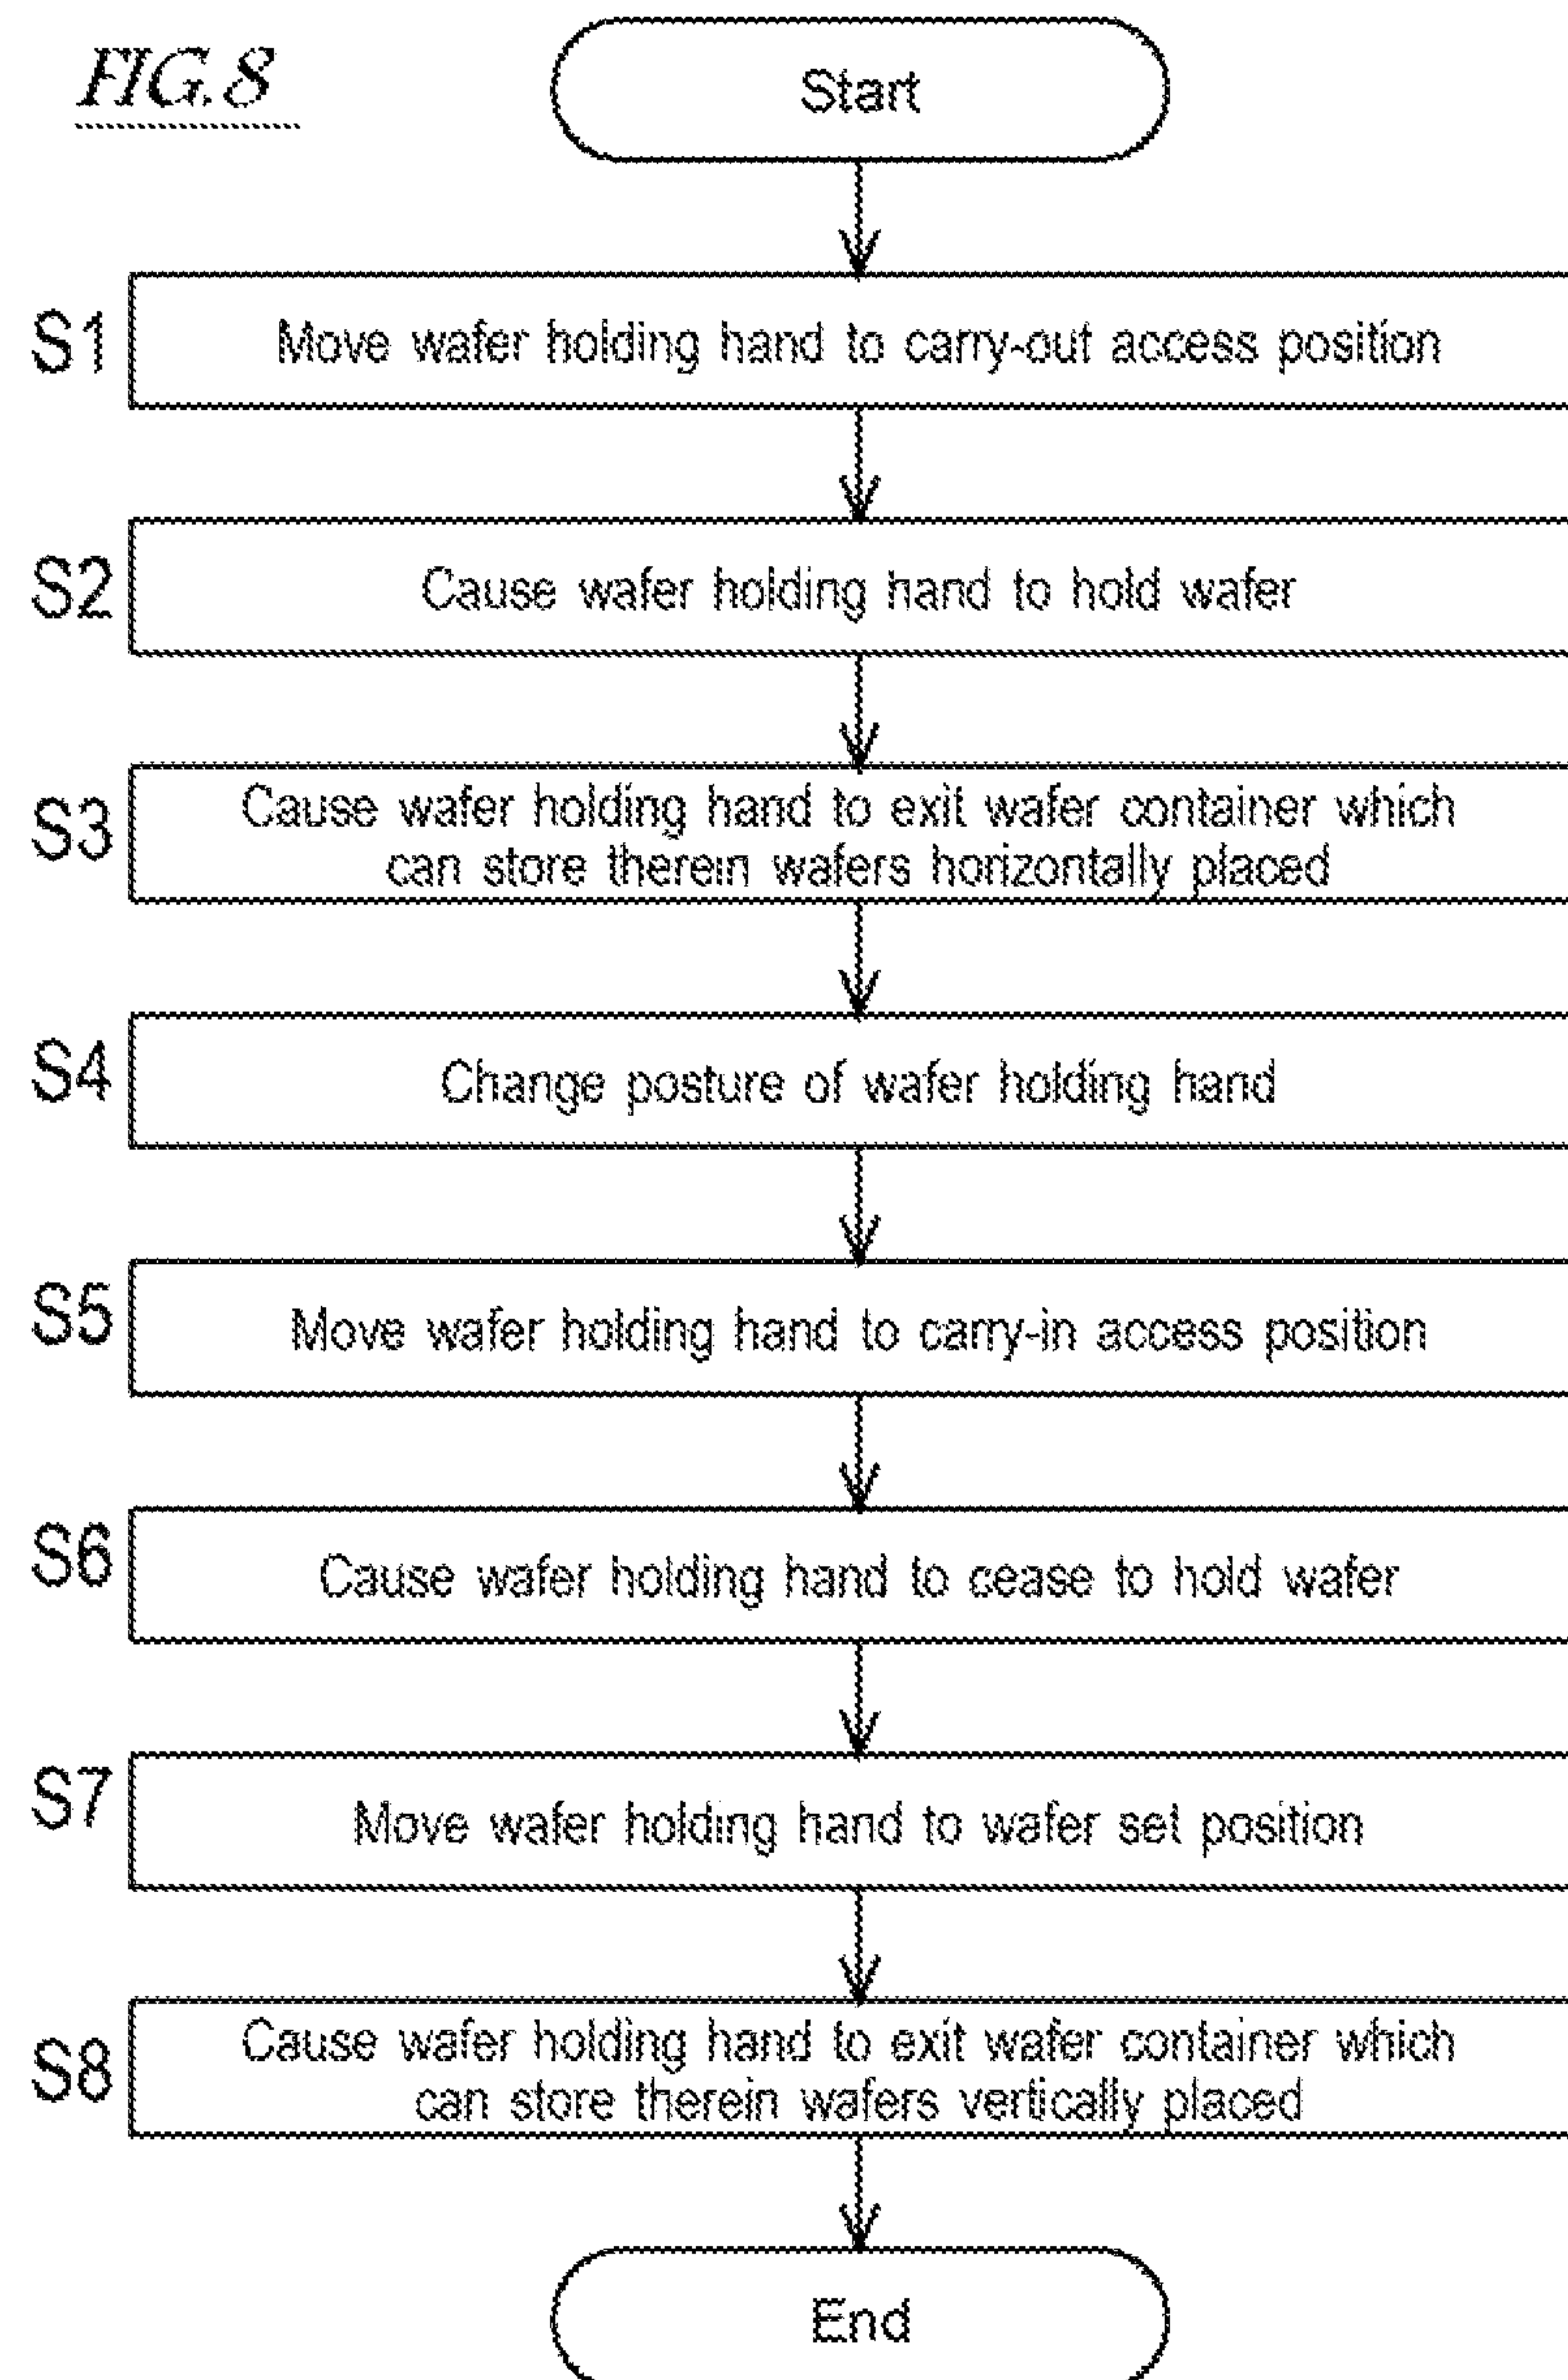 FIG.8
Start
S1
Move wafer holding hand to carry-out access position
S2
Cause wafer holding hand to hold wafer
S3
Cause wafer holding hand to exit wafer container which
can store therein wafers horizontally placed
S4
Change posture of wafer holding hand
S5
Move wafer holding hand to carry-in access position
S6
Cause wafer holding hand to cease to hold wafer
S7
Move wafer holding hand to wafer set position
S8
Cause wafer holding hand to exit wafer container which
can store therein wafers vertically placed
End